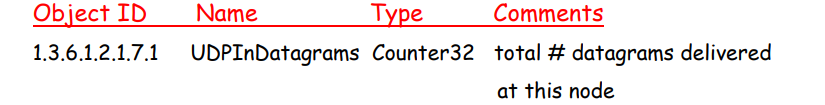 Object ID Name Type Comments
1.3.6.1.2.1.7.1 UDPInDatagrams Counter32 total # datagrams delivered
at this node